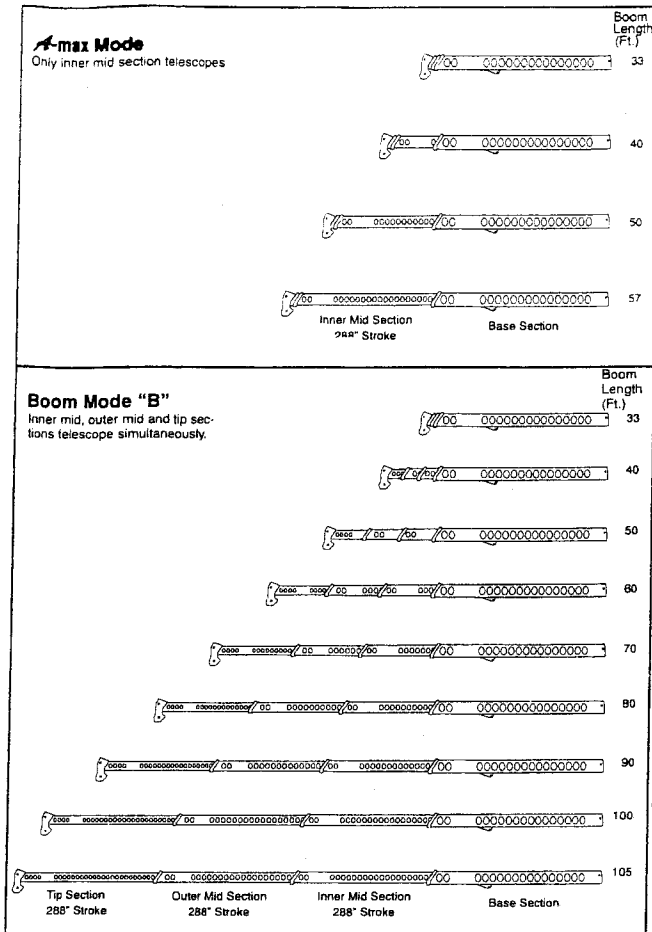 A-max Mode
Only inner mid section telescopes
Boom
Length
(Ft.)
33
40
50
57
Inner Mid Section
288" Stroke
Base Section
Boom Mode "B"
Inner mid, outer mid and tip sec-
tions telescope simultaneously.
Boom
Length
(Ft.)
33
40
50
60
70
80
90
100
105
Tip Section
288" Stroke
Outer Mid Section
288" Stroke
Inner Mid Section
288" Stroke
Base Section